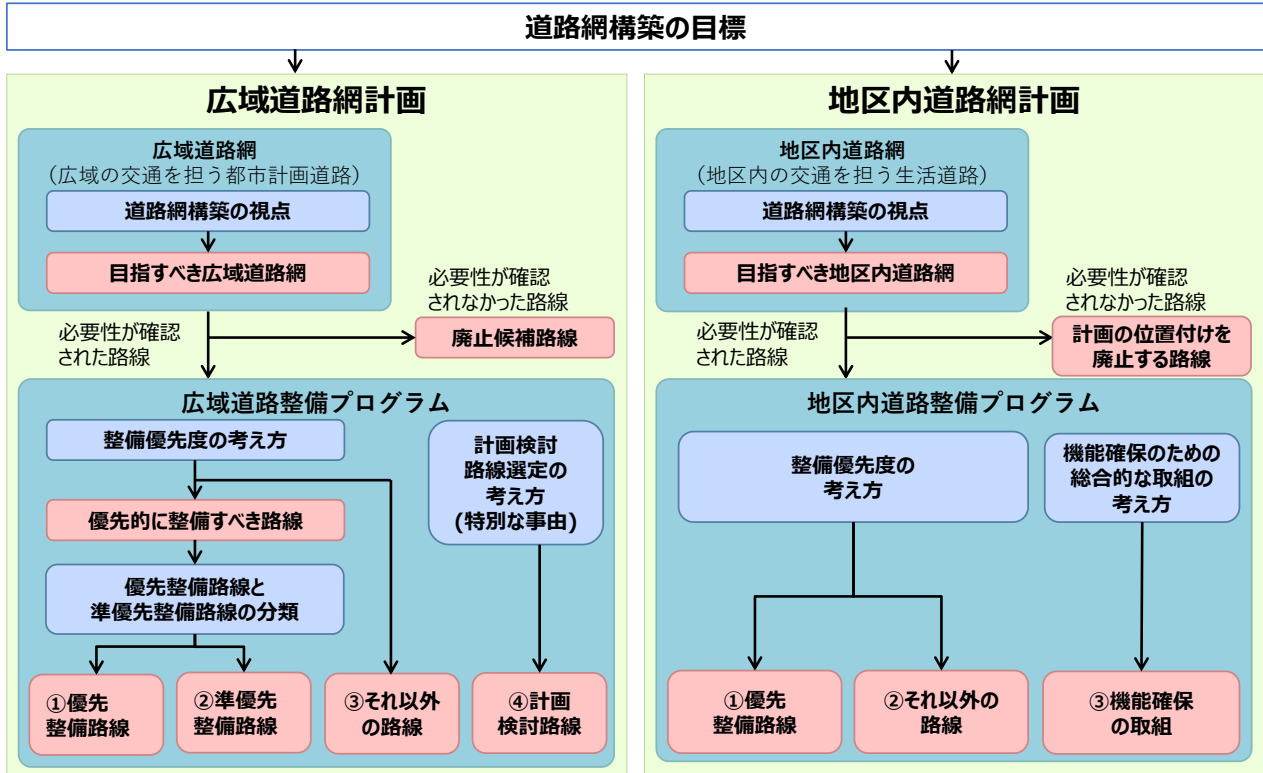 道路網構築の目標
広域道路網計画
広域道路網
（広域の交通を担う都市計画道路）
道路網構築の視点
目指すべき広域道路網
必要性が確認
されなかった路線
必要性が確認
された路線
廃止候補路線
広域道路整備プログラム
整備優先度の考え方
優先的に整備すべき路線
優先整備路線と
準優先整備路線の分類
計画検討
路線選定の
考え方
(特別な事由)
①優先
整備路線
②準優先
整備路線
③それ以外
の路線
④計画
検討路線
地区内道路網計画
地区内道路網
（地区内の交通を担う生活道路）
道路網構築の視点
目指すべき地区内道路網
必要性が確認
されなかった路線
必要性が確認
された路線
計画の位置付けを
廃止する路線
地区内道路整備プログラム
整備優先度の
考え方
機能確保のための
総合的な取組の
考え方
①優先
整備路線
②それ以外の
路線
③機能確保
の取組